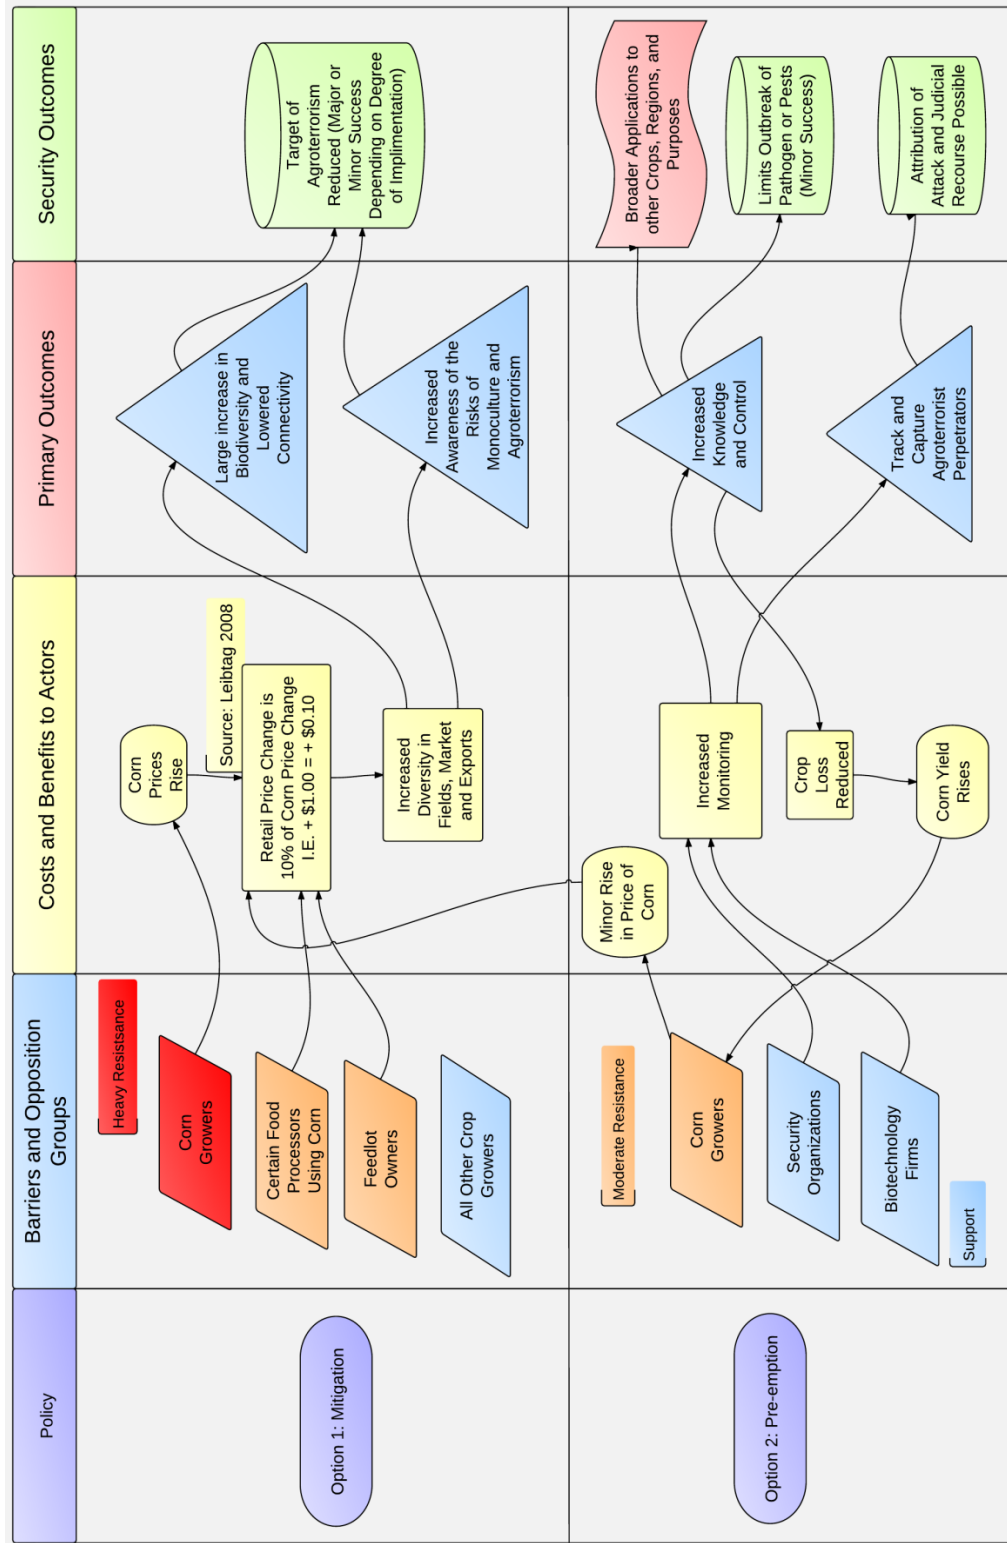 Policy
Barriers and Opposition
Groups
Costs and Benefits to Actors
Primary Outcomes
Security Outcomes
Option 1: Mitigation
Heavy Resistsance
Corn
Growers
Certain Food
Processors
Using Corn
Feedlot
Owners
All Other Crop
Growers
Corn
Prices
Rise
Source: Leibtag 2008
Retail Price Change is
10% of Corn Price Change
I.E. + $1.00 = + $0.10
Increased
Diversity in
Fields, Market
and Exports
Large increase in
Biodiversity and
Lowered
Connectivity
Increased
Awareness of the
Risks of
Monoculture and
Agroterrorism
Target of
Agroterrorism
Reduced (Major or
Minor Success
Depending on Degree
of Implimentation)
Option 2: Pre-emption
Moderate Resistance
Corn
Growers
Security
Organizations
Biotechnology
Firms
Support
Minor Rise
in Price of
Corn
Increased
Monitoring
Crop
Loss
Reduced
Corn Yield
Rises
Increased
Knowledge
and Control
Track and
Capture
Agroterrorist
Perpetrators
Broader Applications to
other Crops, Regions, and
Purposes
Limits Outbreak of
Pathogen or Pests
(Minor Success)
Attribution of
Attack and Judicial
Recourse Possible